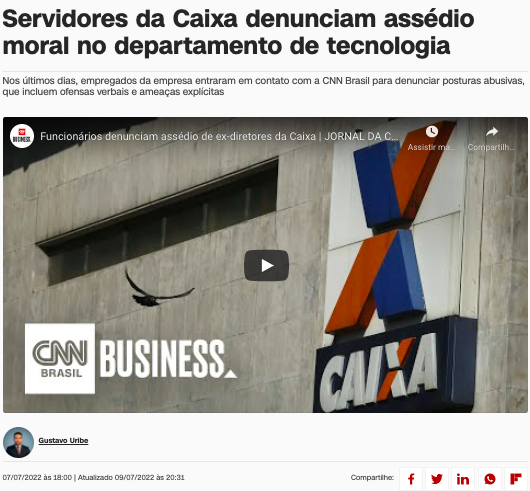 Servidores da Caixa denunciam assédio
moral no departamento de tecnologia
Nos últimos dias, empregados da empresa entraram em contato com a CNN Brasil para denunciar posturas abusivas,
que incluem ofensas verbais e ameaças explícitas
CNN
BUSINESS
Funcionários denunciam assédio de ex-diretores da Caixa | JORNAL DA C...
Assistir ma...
Compartilh...
CAIXA
CNN
BRASIL
BUSINESS
Gustavo Uribe
07/07/2022 às 18:00 | Atualizado 09/07/2022 às 20:31
Compartilhe: